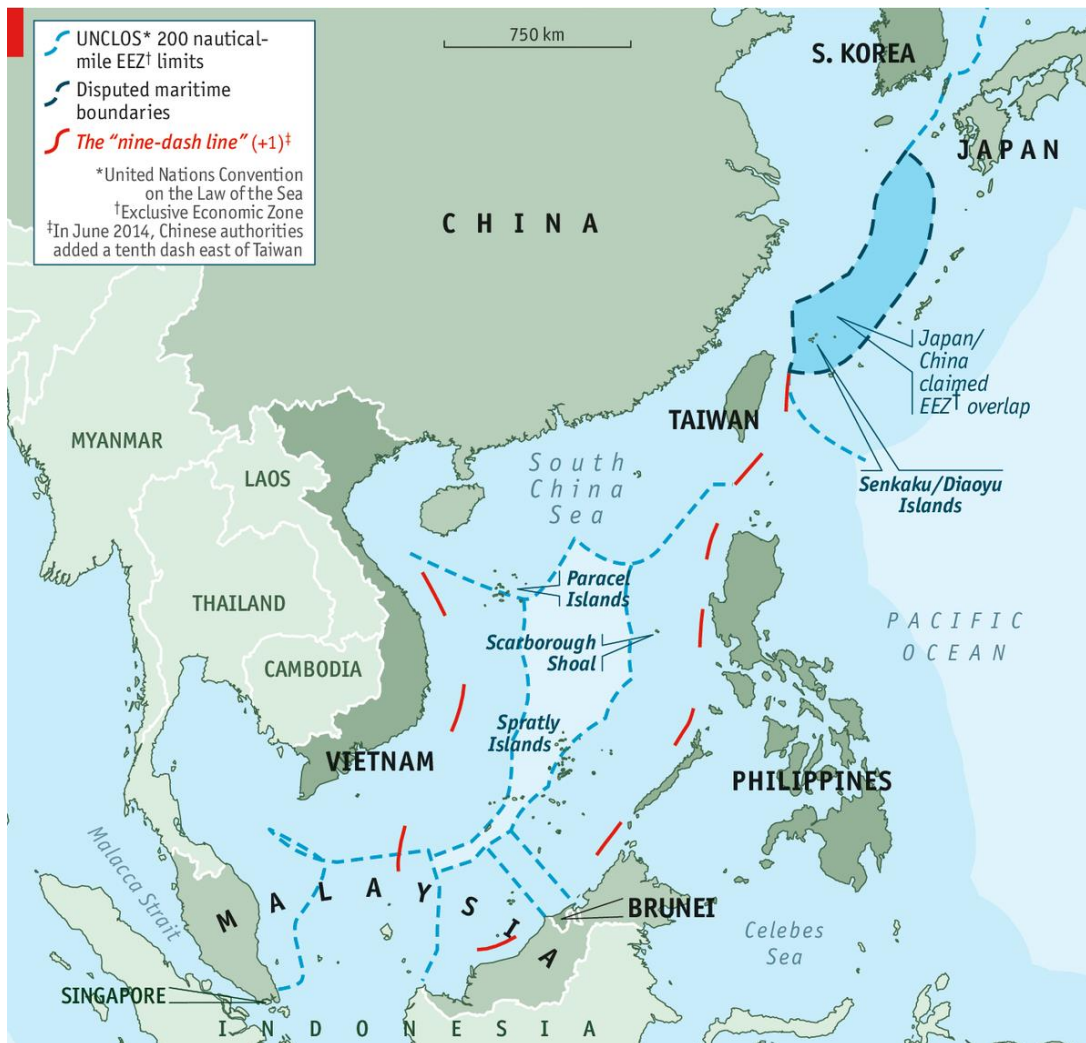 UNCLOS* 200 nautical-
mile EEZ† limits
Disputed maritime
boundaries
The “nine-dash line” (+1)‡
*United Nations Convention
on the Law of the Sea
†Exclusive Economic Zone
‡In June 2014, Chinese authorities
added a tenth dash east of Taiwan
750 km
S. KOREA
JAPAN
CHINA
Japan/
China
claimed
EEZ† overlap
TAIWAN
MYANMAR
LAOS
South
China
Sea
Senkaku/Diaoyu
Islands
Paracel
Islands
THAILAND
PACIFIC
OCEAN
Scarborough
Shoal
CAMBODIA
Spratly
Islands
VIETNAM
PHILIPPINES
Malacca Strait
MALAYSIA
BRUNEI
Celebes
Sea
SINGAPORE
INDONESIA